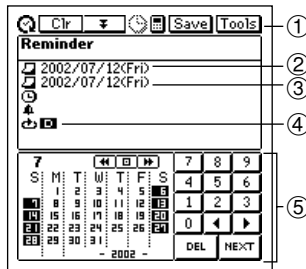 Clr Save Tools ①
Reminder
2002/07/12(Fri) ②
2002/07/12(Fri) ③
D ④
7 7 8 9
S M T W T F S 4 5 6
1 2 3 4 5 6
7 8 9 10 11 12 13 1 2 3 ⑤
14 15 16 17 18 19 20 0
21 22 23 24 25 26 27
28 29 30 31 DEL NEXT
- 2002 -